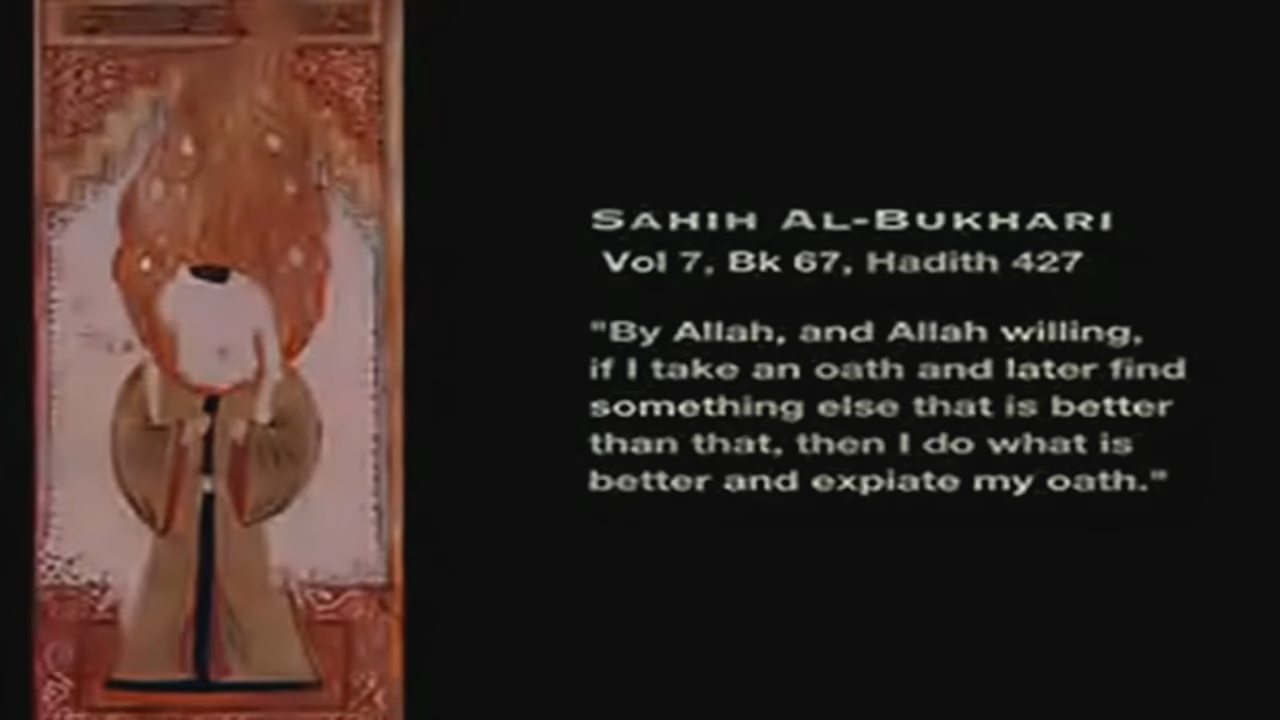 SAHIH AL-BUKHARI
Vol 7, Bk 67, Hadith 427
"By Allah, and Allah willing,
if I take an oath and later find
something else that is better
than that, then I do what is
better and expiate my oath."